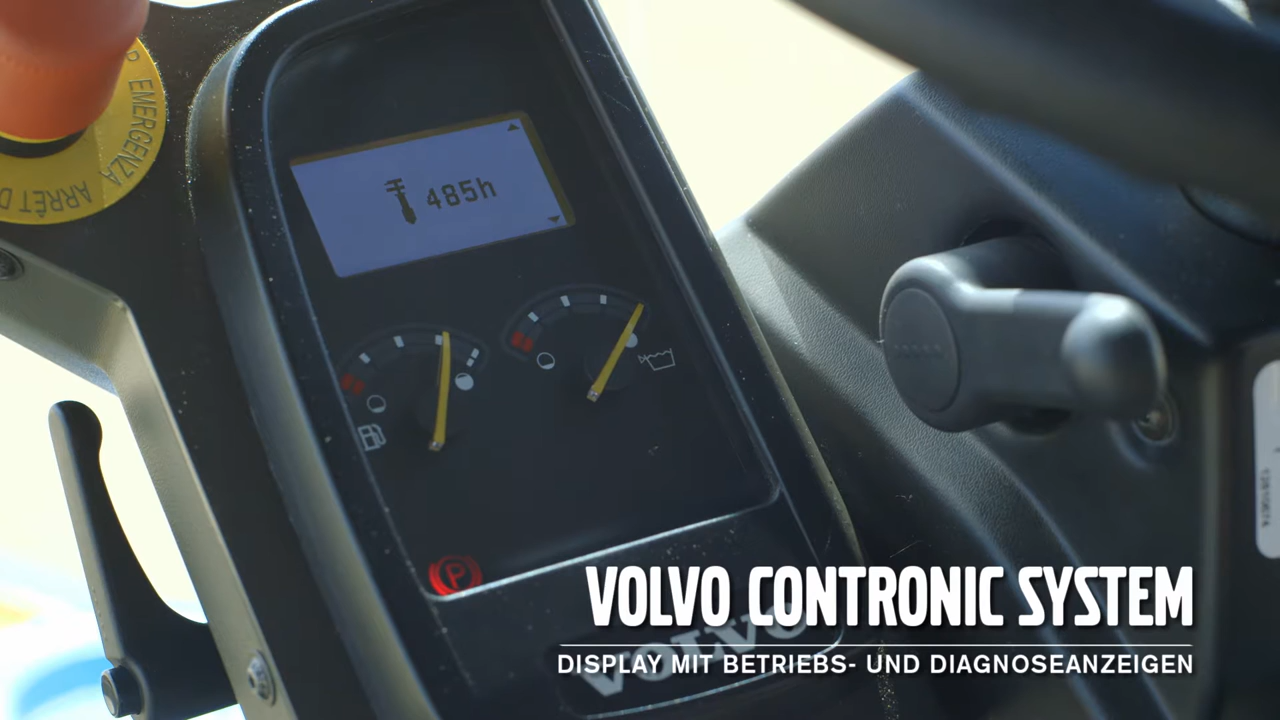 P EMERGENZA
ARRÊT D
485h
P
VOLVO
VOLVO CONTRONIC SYSTEM
DISPLAY MIT BETRIEBS- UND DIAGNOSEANZEIGEN